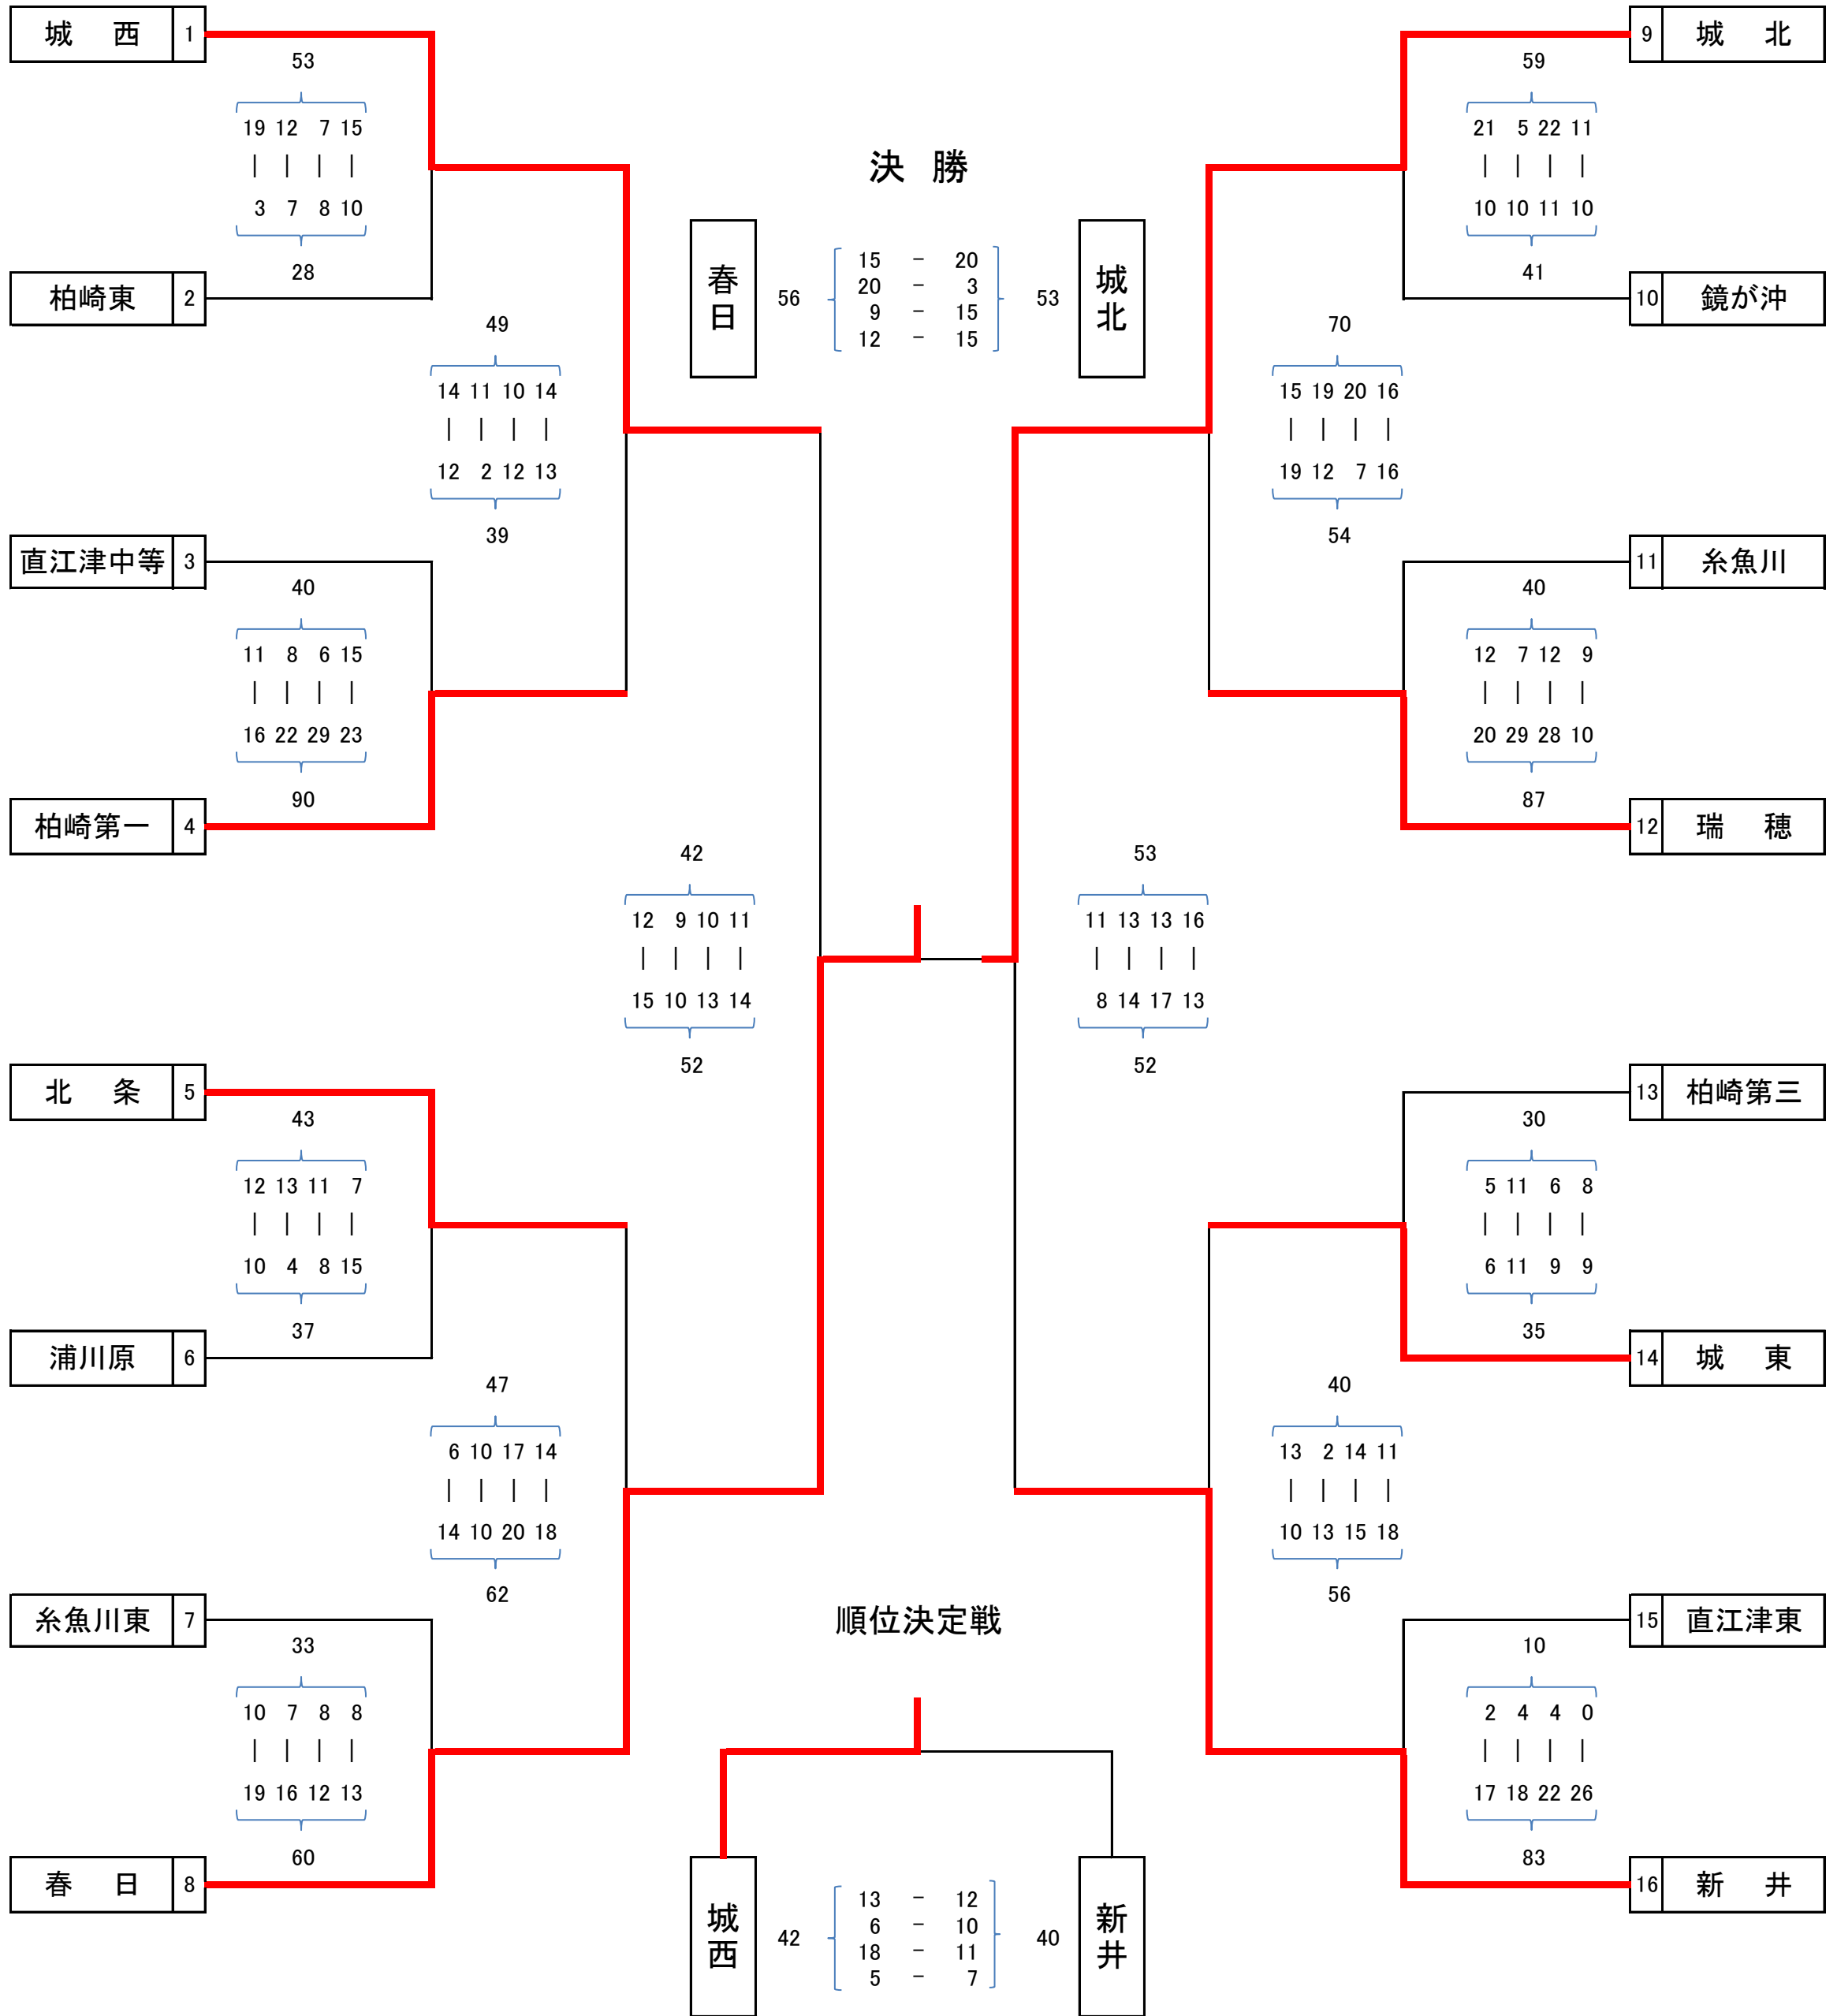 城 西 1
53
19 12 7 15
| | | |
3 7 8 10
28
柏崎東 2
49
14 11 10 14
| | | |
12 2 12 13
39
直江津中等 3
40
11 8 6 15
| | | |
16 22 29 23
90
柏崎第一 4
42
12 9 10 11
| | | |
15 10 13 14
52
北 条 5
43
12 13 11 7
| | | |
10 4 8 15
37
浦川原 6
47
6 10 17 14
| | | |
14 10 20 18
62
糸魚川東 7
33
10 7 8 8
| | | |
19 16 12 13
60
春 日 8
決 勝
春日 56 城北 53
15 - 20
20 - 3
9 - 15
12 - 15
9 城 北
59
21 5 22 11
| | | |
10 10 11 10
41
10 鏡が沖
70
15 19 20 16
| | | |
19 12 7 16
54
11 糸魚川
40
12 7 12 9
| | | |
20 29 28 10
87
12 瑞 穂
53
11 13 13 16
| | | |
8 14 17 13
52
13 柏崎第三
30
5 11 6 8
| | | |
6 11 9 9
35
14 城 東
40
13 2 14 11
| | | |
10 13 15 18
56
15 直江津東
10
2 4 4 0
| | | |
17 18 22 26
83
16 新 井
順位決定戦
城西 42 新井 40
13 - 12
6 - 10
18 - 11
5 - 7